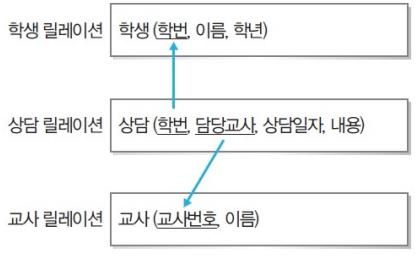 학생 릴레이션 학생 (학번, 이름, 학년)
상담 릴레이션 상담 (학번, 담당교사, 상담일자, 내용)
교사 릴레이션 교사 (교사번호, 이름)